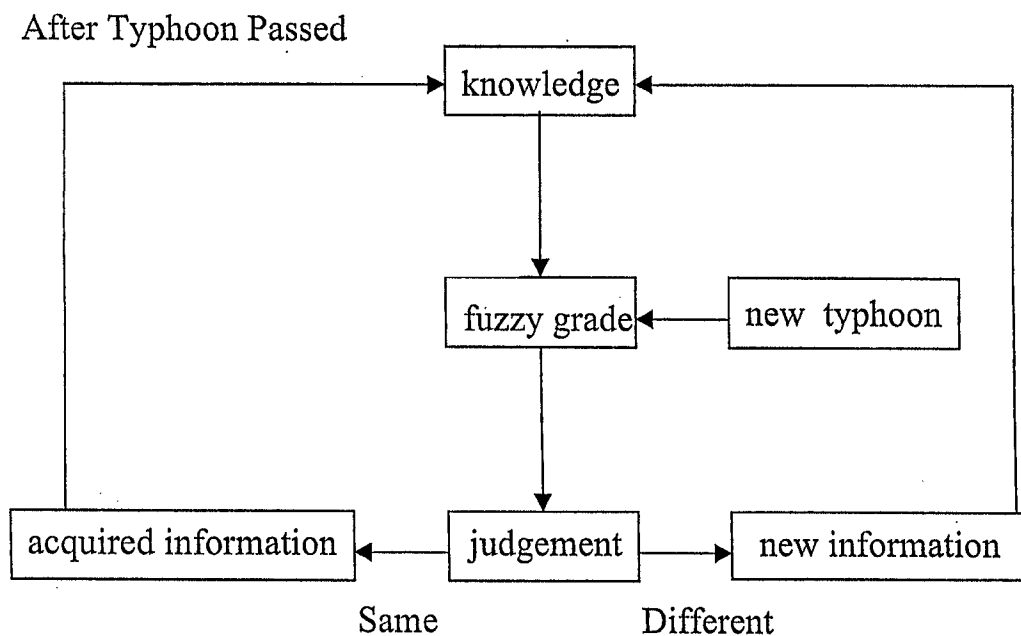 After Typhoon Passed
knowledge
fuzzy grade
new typhoon
acquired information
judgement
new information
Same
Different